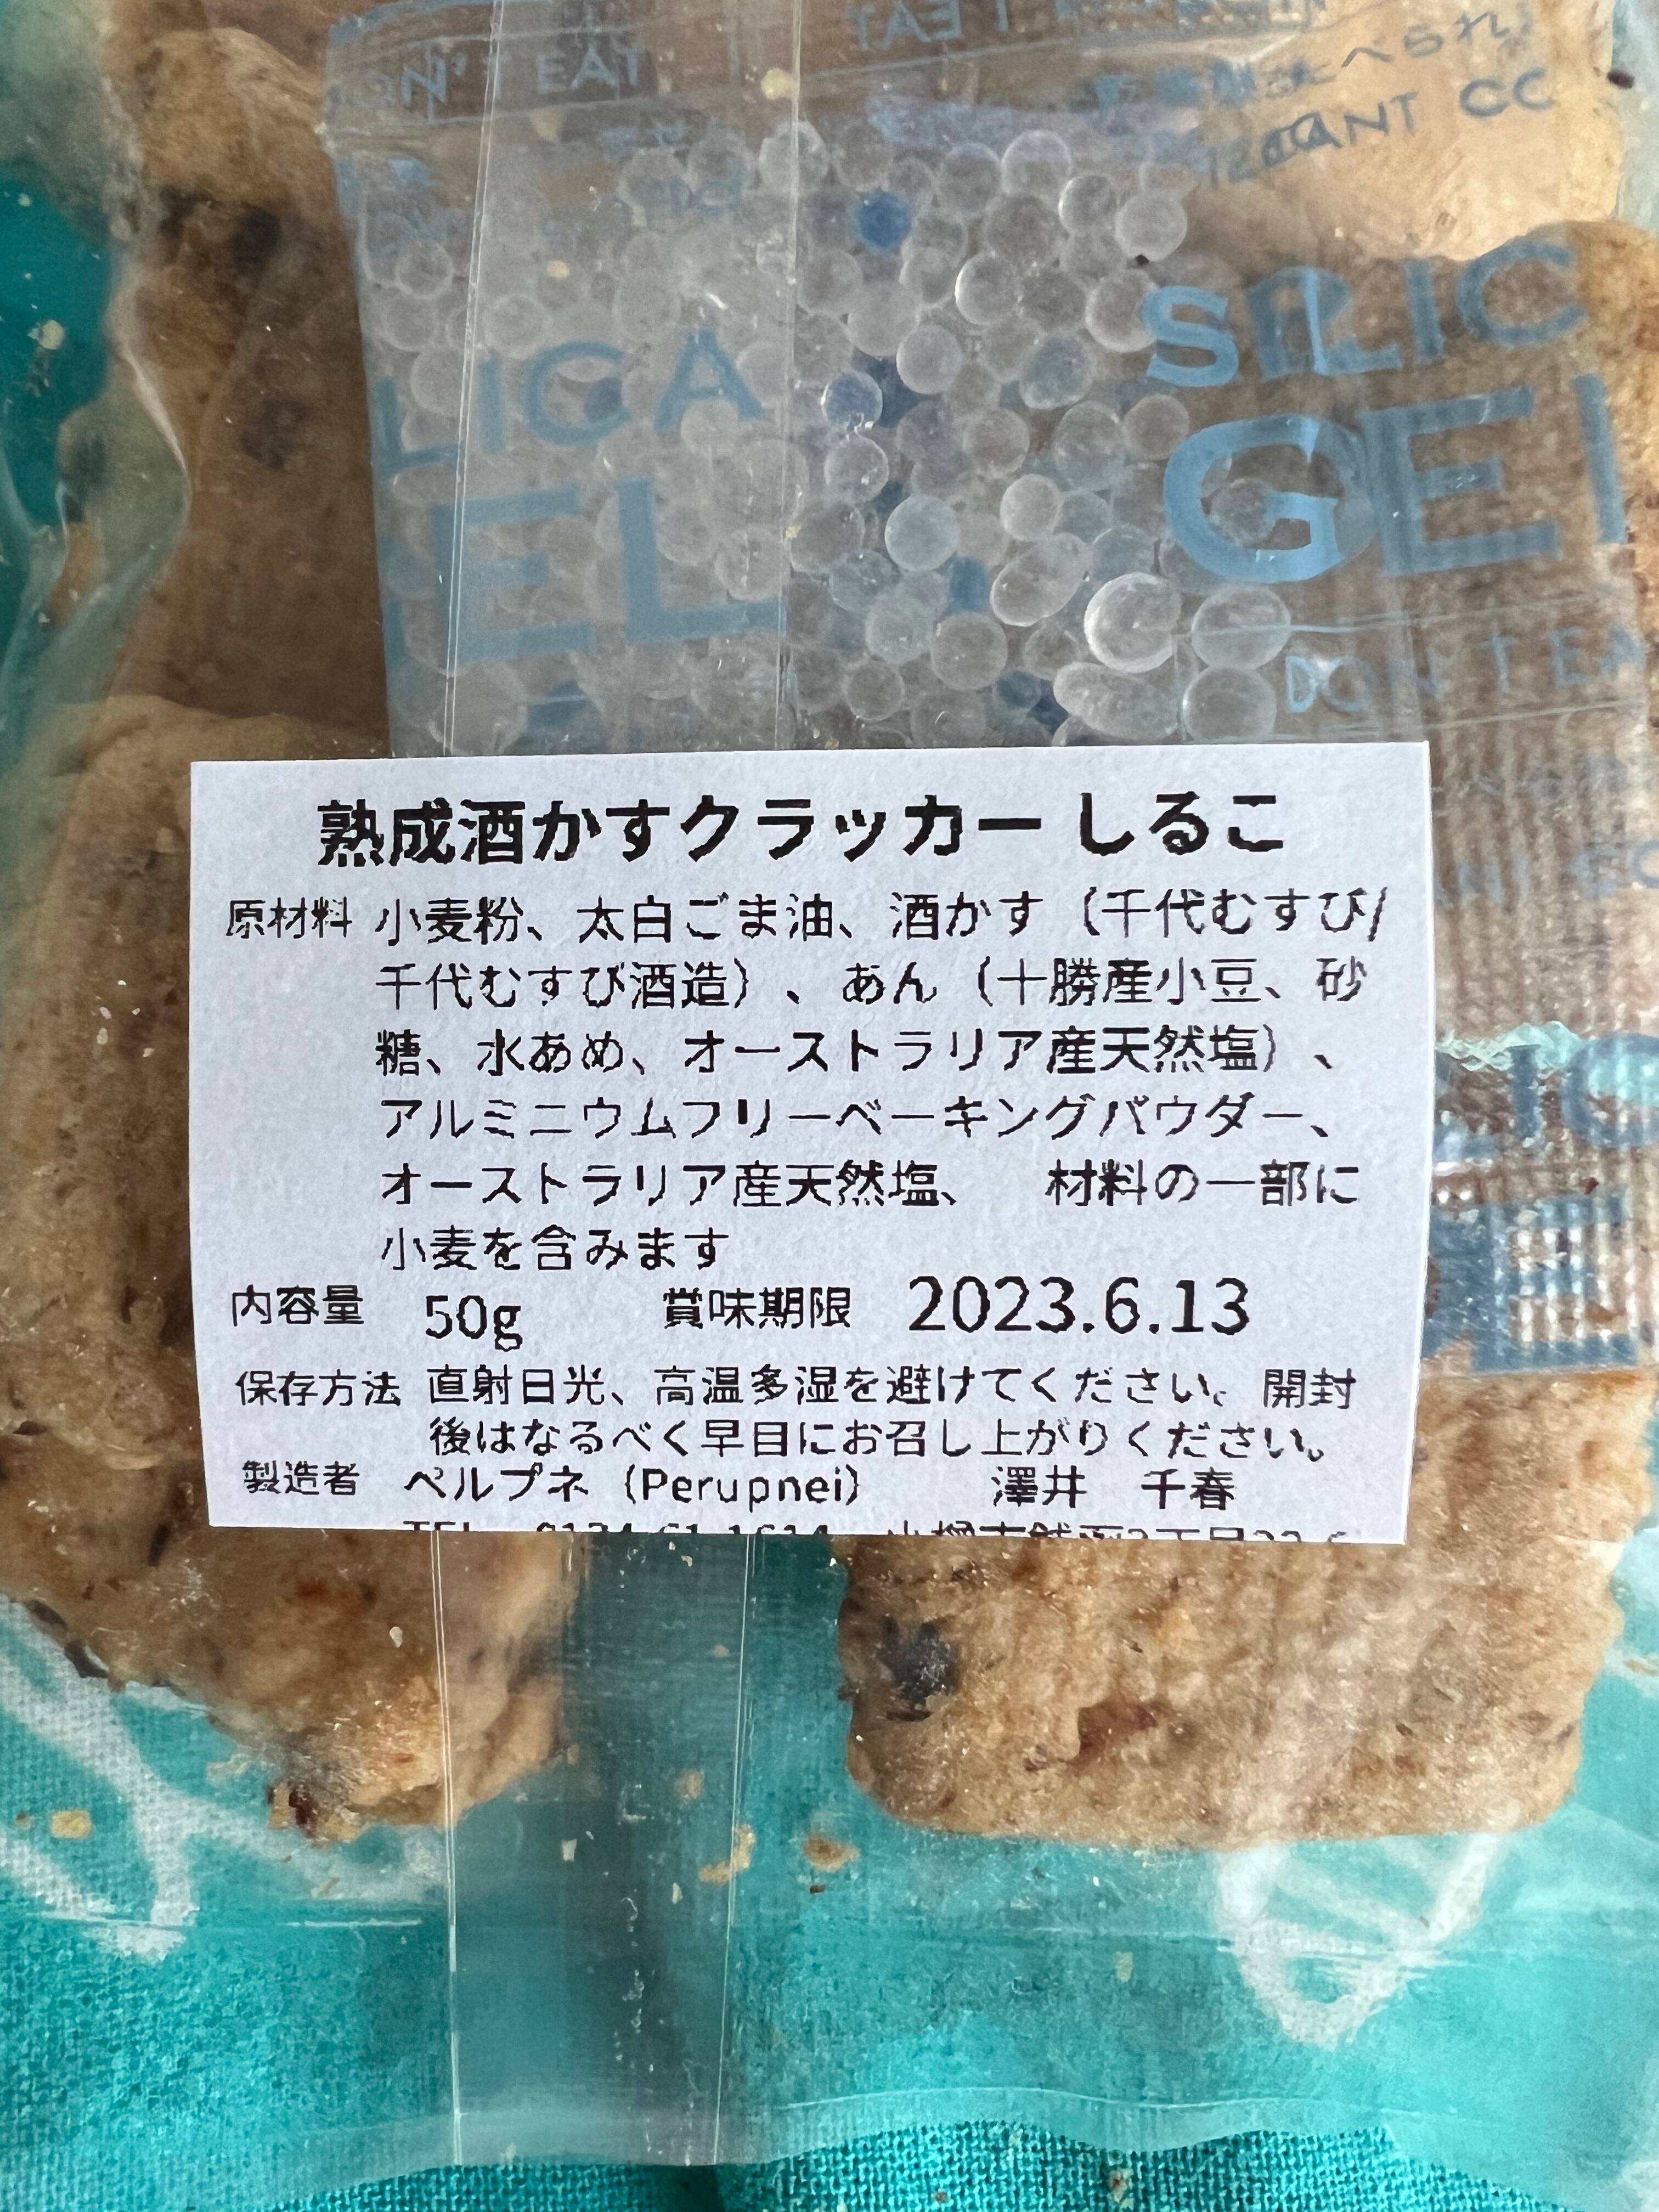 DON'T EAT
EAT
SILIC
LICA
GEL
EL
DON'T EA
熟成酒かすクラッカー しるこ
原材料 小麦粉、太白ごま油、酒かす（千代むすび/
千代むすび酒造）、あん（十勝産小豆、砂
糖、水あめ、オーストラリア産天然塩）、
アルミニウムフリーベーキングパウダー、
オーストラリア産天然塩、 材料の一部に
小麦を含みます
内容量 50g 賞味期限 2023.6.13
保存方法 直射日光、高温多湿を避けてください。開封
後はなるべく早目にお召し上がりください。
製造者 ペルプネ（Perupnei） 澤井 千春